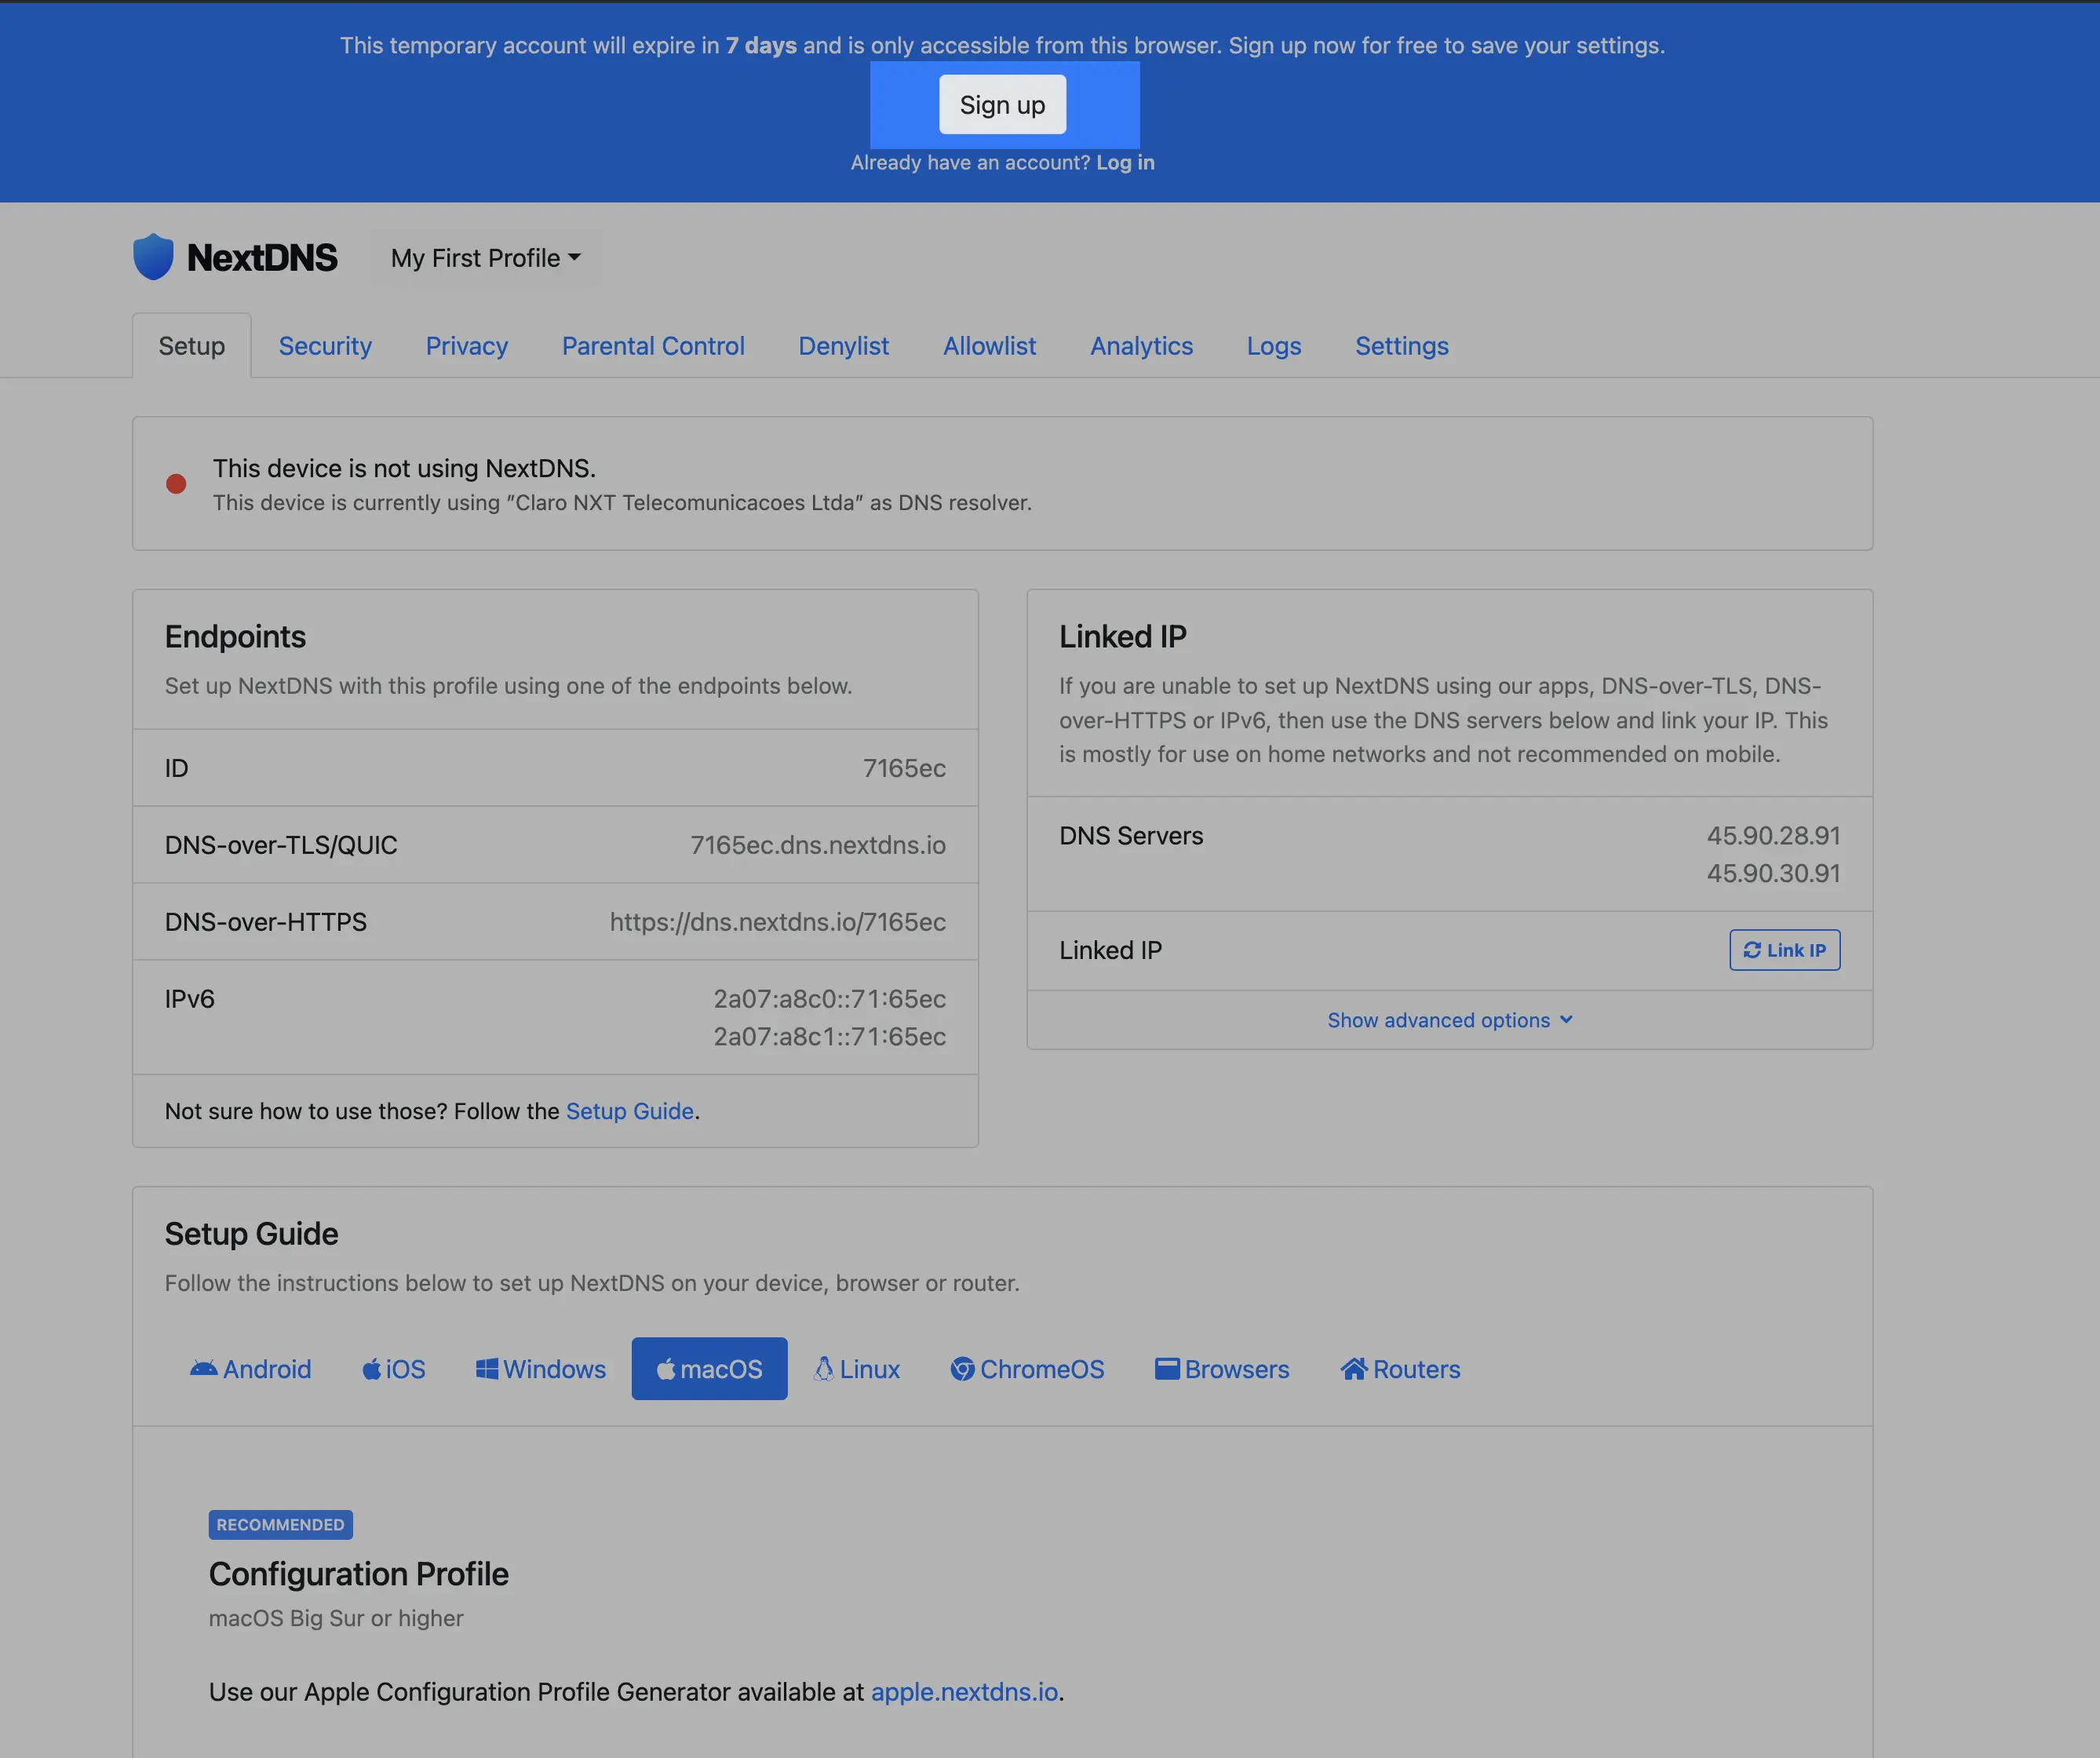 This temporary account will expire in 7 days and is only accessible from this browser. Sign up now for free to save your settings.
Sign up
Already have an account? Log in
NextDNS
My First Profile
Setup
Security
Privacy
Parental Control
Denylist
Allowlist
Analytics
Logs
Settings
This device is not using NextDNS.
This device is currently using ”Claro NXT Telecomunicacoes Ltda” as DNS resolver.
Endpoints
Set up NextDNS with this profile using one of the endpoints below.
ID
7165ec
DNS-over-TLS/QUIC
7165ec.dns.nextdns.io
DNS-over-HTTPS
https://dns.nextdns.io/7165ec
IPv6
2a07:a8c0::71:65ec
2a07:a8c1::71:65ec
Not sure how to use those? Follow the Setup Guide.
Linked IP
If you are unable to set up NextDNS using our apps, DNS-over-TLS, DNS-
over-HTTPS or IPv6, then use the DNS servers below and link your IP. This
is mostly for use on home networks and not recommended on mobile.
DNS Servers
45.90.28.91
45.90.30.91
Linked IP
Link IP
Show advanced options
Setup Guide
Follow the instructions below to set up NextDNS on your device, browser or router.
Android
iOS
Windows
macOS
Linux
ChromeOS
Browsers
Routers
RECOMMENDED
Configuration Profile
macOS Big Sur or higher
Use our Apple Configuration Profile Generator available at apple.nextdns.io.